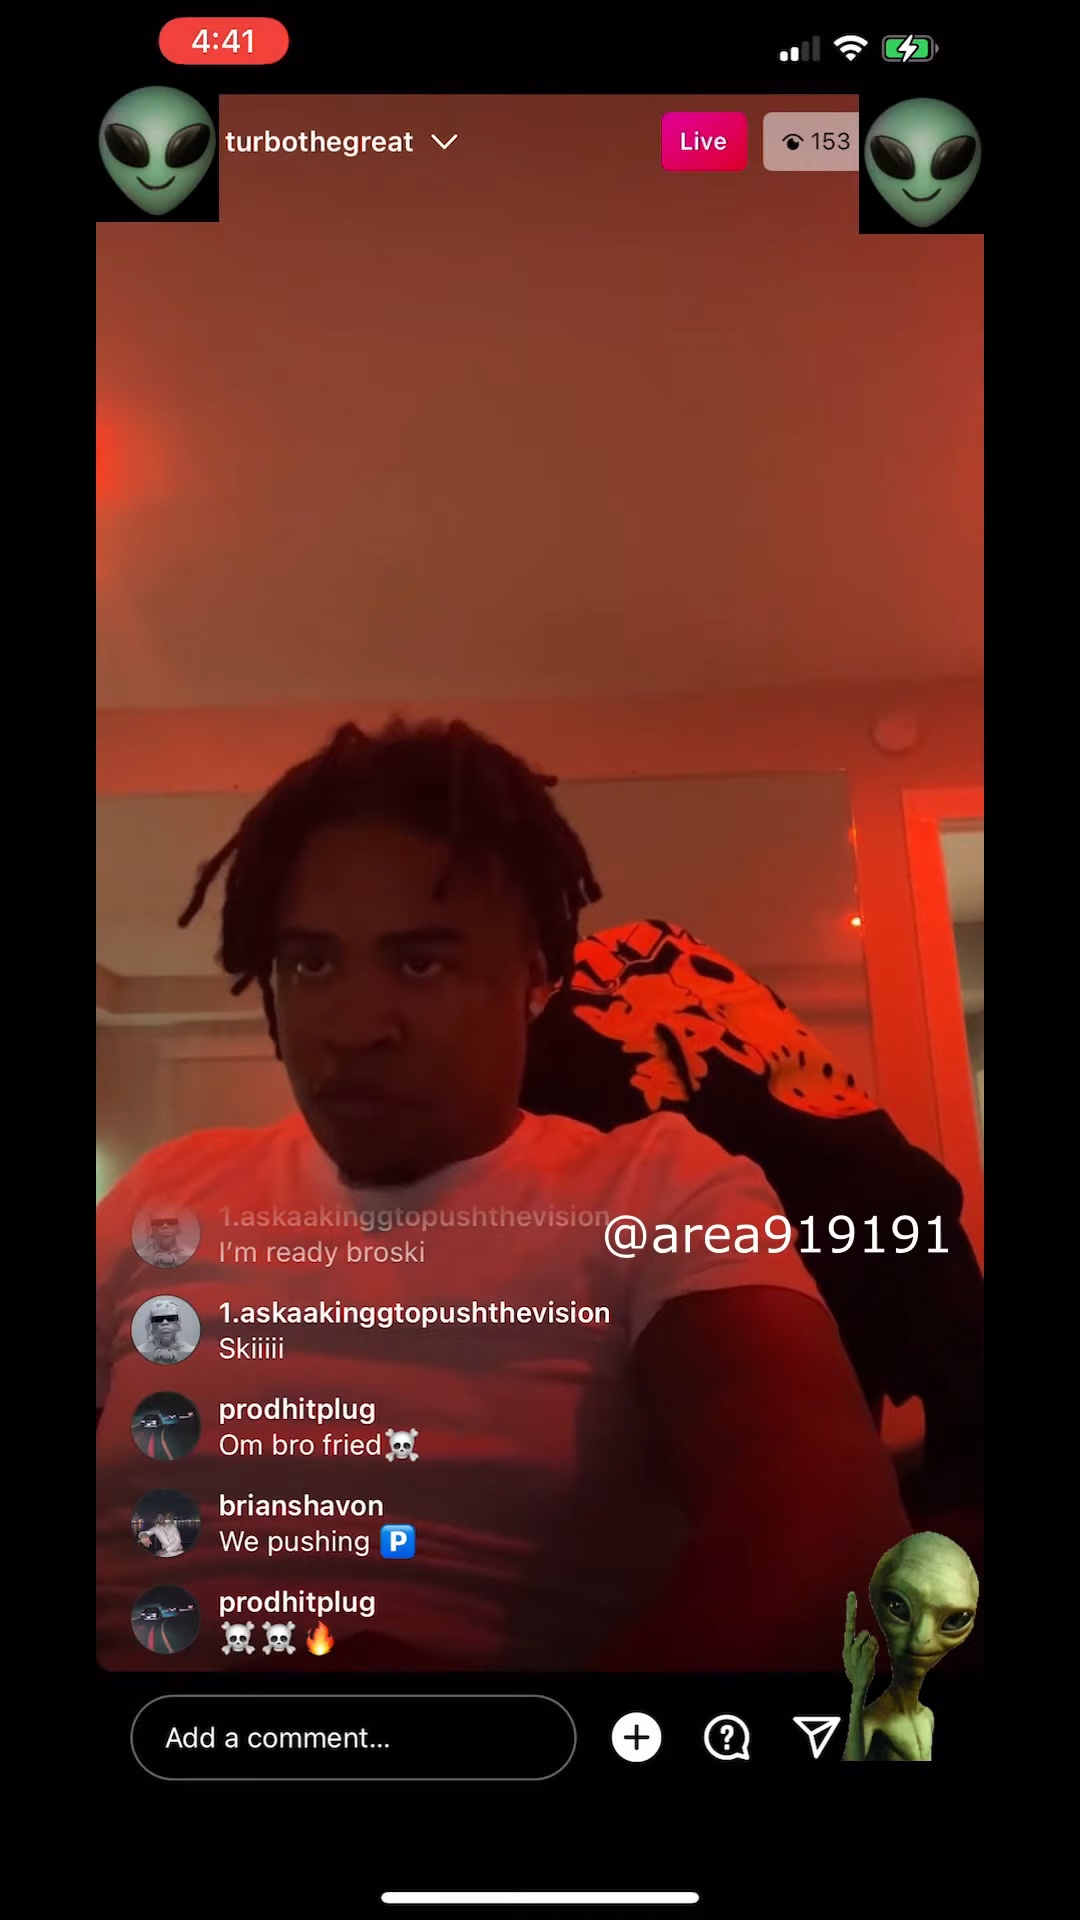 4:41
turbothegreat
Live
153
1.askaakinggtopushthevision
I'm ready broski
@area919191
1.askaakinggtopushthevision
Skiiiii
prodhitplug
Om bro fried☠️
brianshavon
We pushing 🅿️
prodhitplug
☠️☠️🔥
Add a comment...